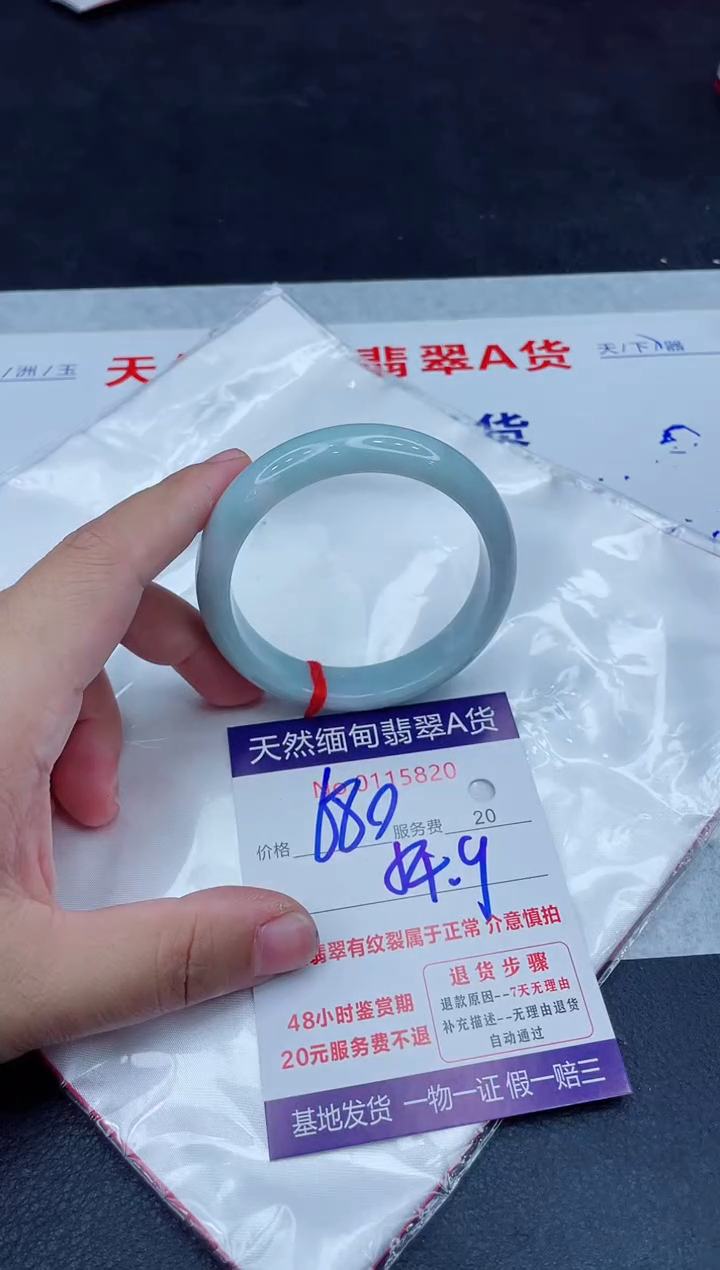 /洲/玉
天 翡翠A货
天/下/
货
天然缅甸翡翠A货
No.0115820
价格 680 服务费 20
54.9
翡翠有纹裂属于正常 介意慎拍
48小时鉴赏期
20元服务费不退
退货步骤
退款原因--7天无理由
补充描述--无理由退货
自动通过
基地发货 一物一证 假一赔三